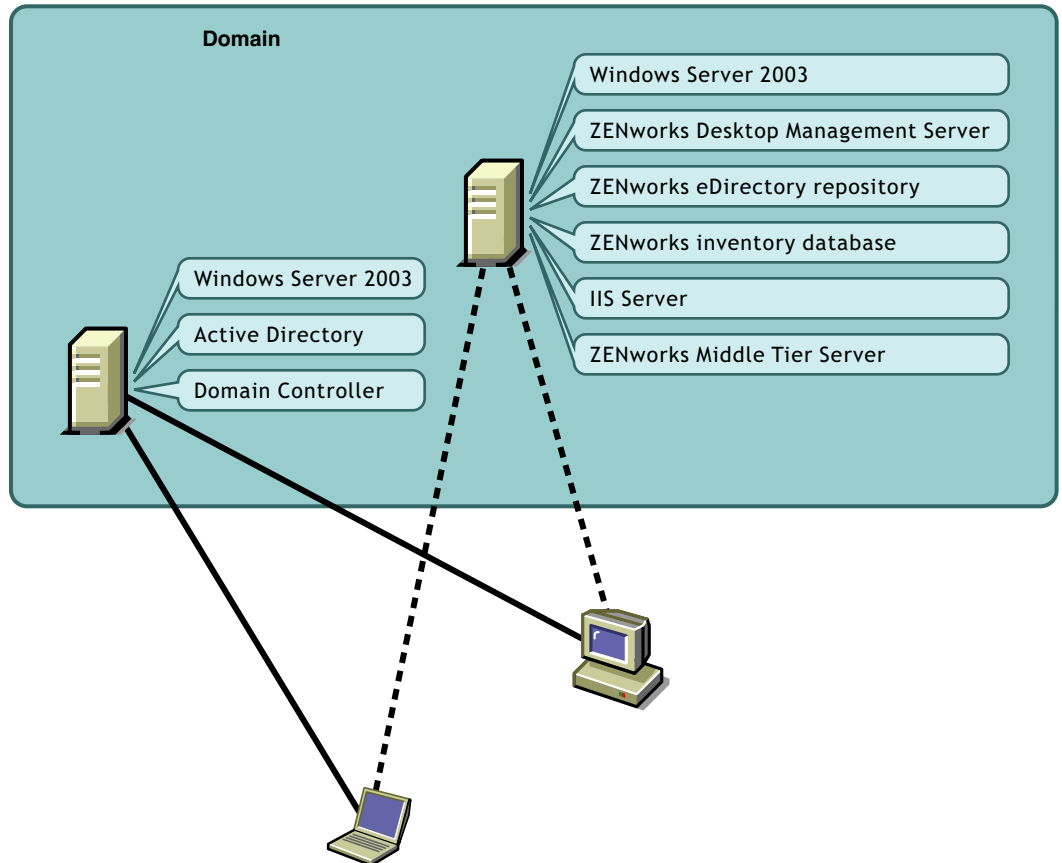 Domain
Windows Server 2003
ZENworks Desktop Management Server
ZENworks eDirectory repository
ZENworks inventory database
IIS Server
ZENworks Middle Tier Server
Windows Server 2003
Active Directory
Domain Controller